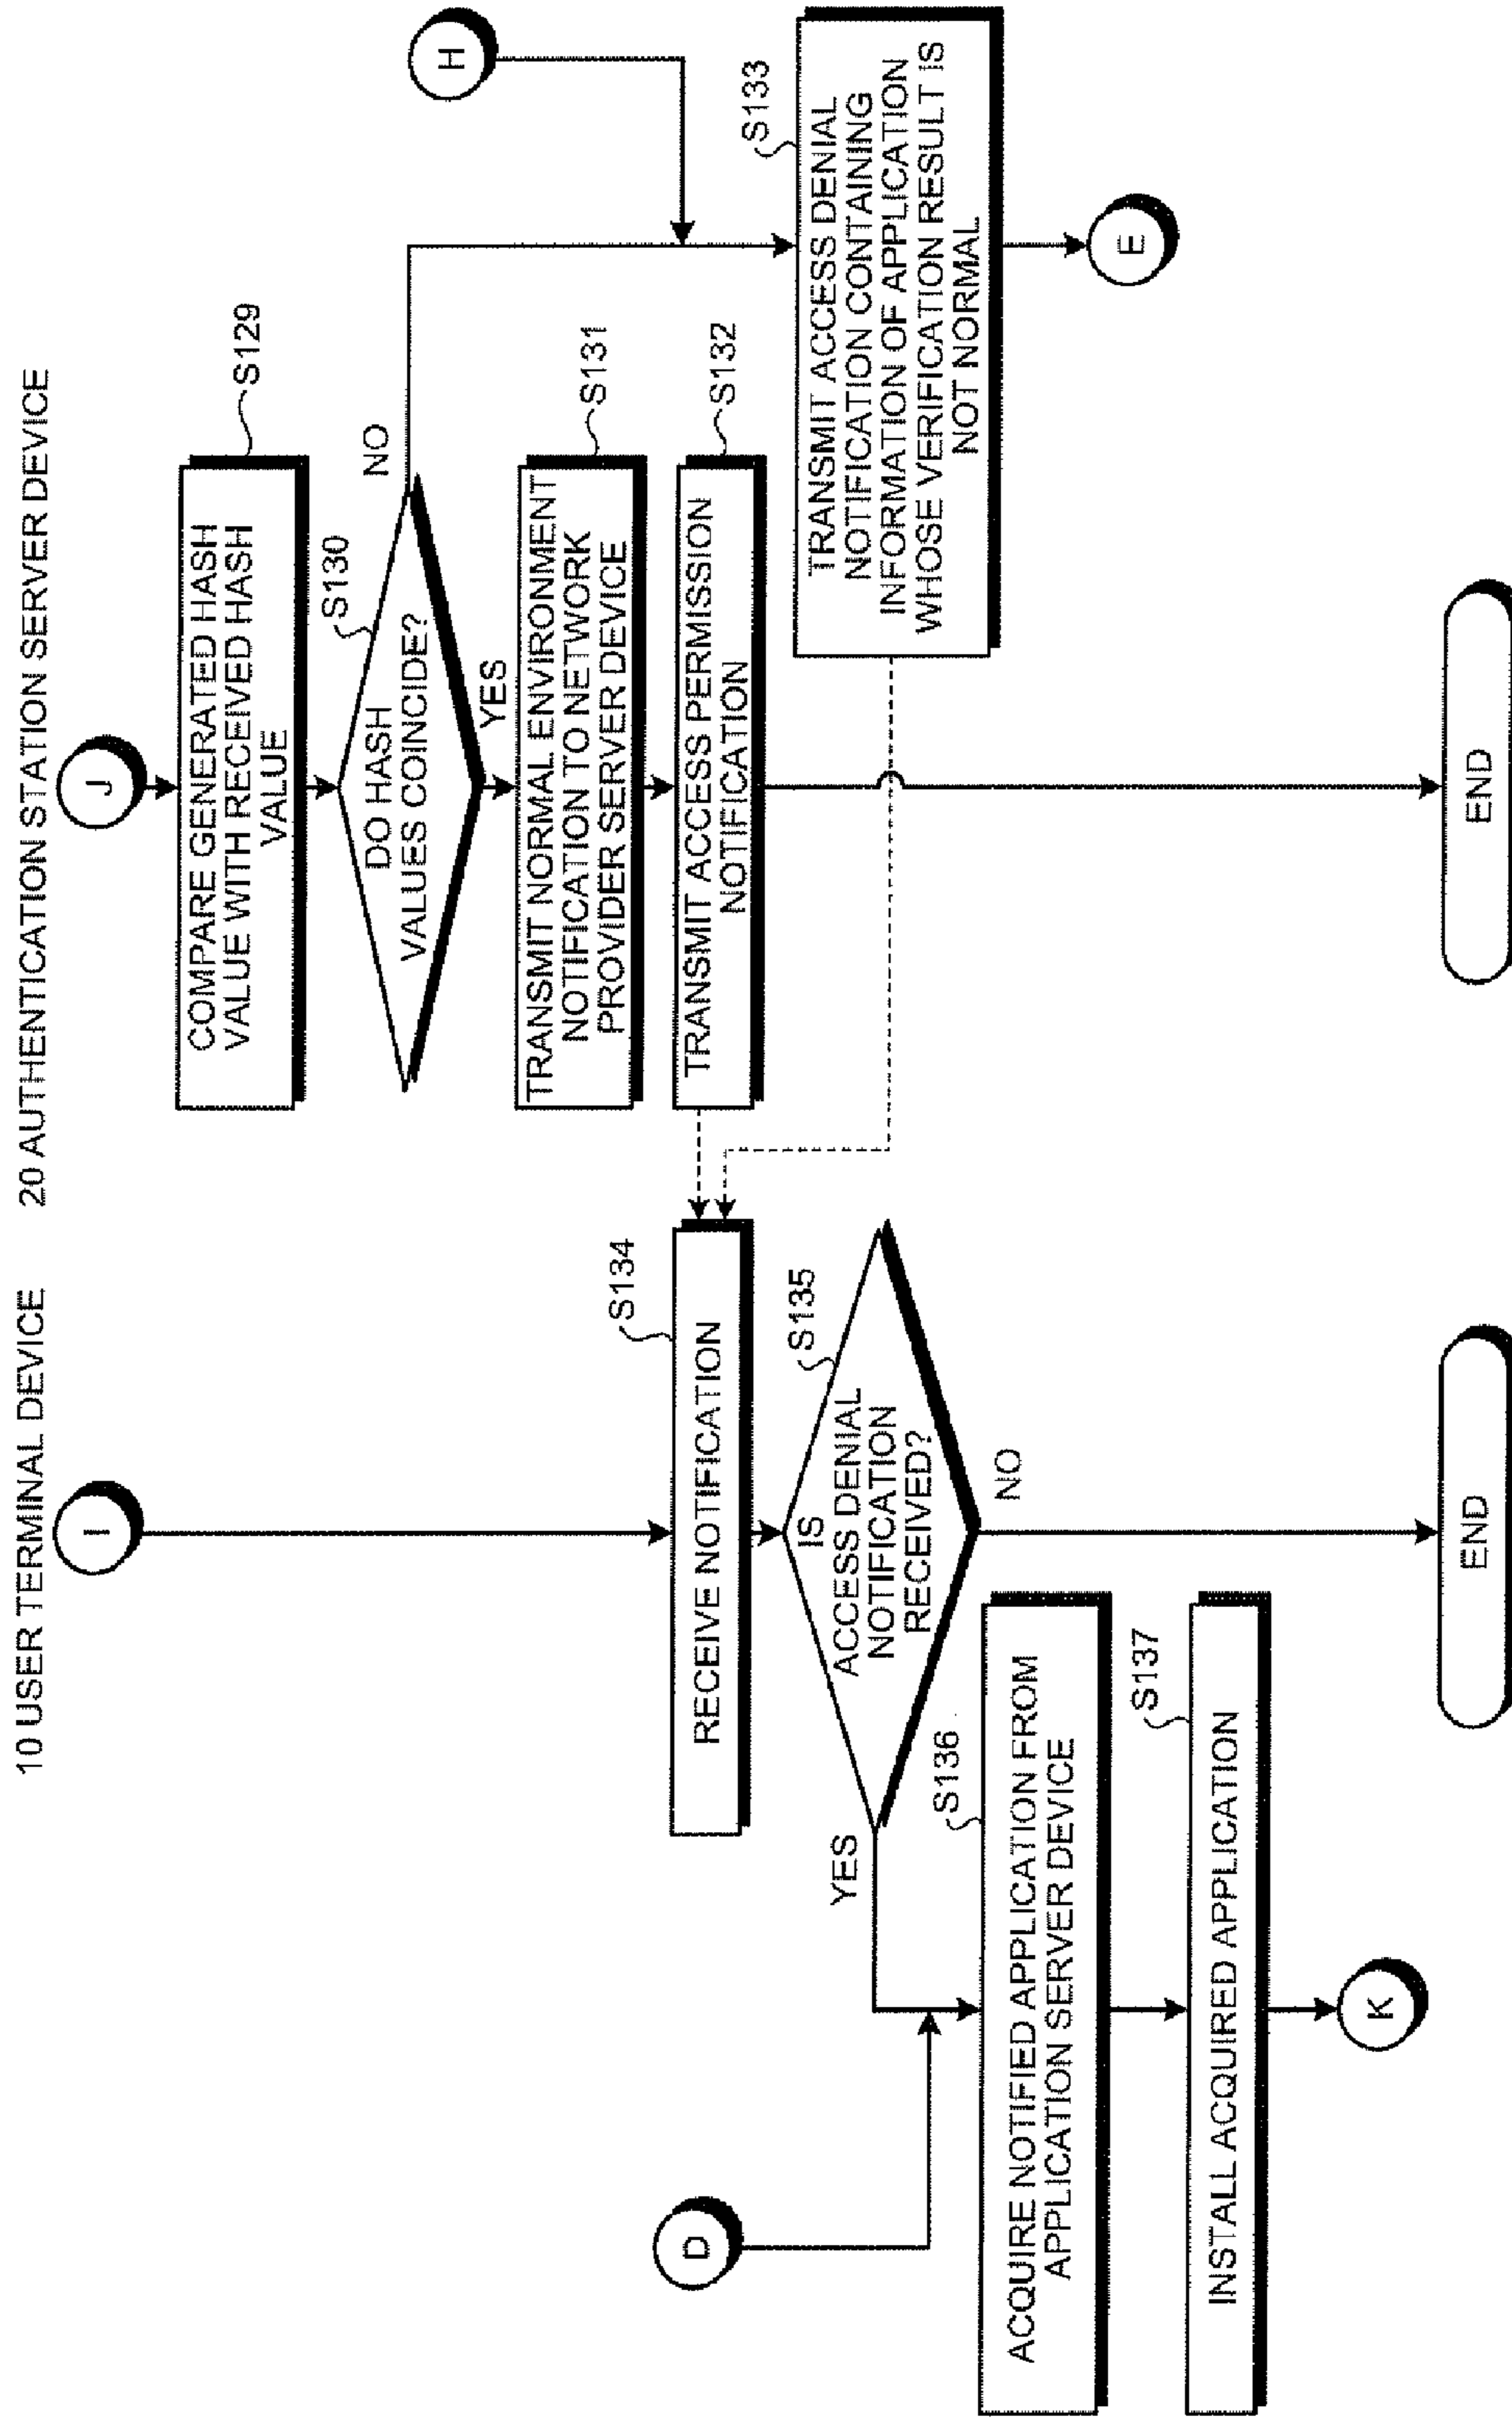 10 USER TERMINAL DEVICE
20 AUTHENTICATION STATION SERVER DEVICE
J
COMPARE GENERATED HASH
VALUE WITH RECEIVED HASH
VALUE
S129
DO HASH
VALUES COINCIDE?
S130
NO
YES
TRANSMIT NORMAL ENVIRONMENT
NOTIFICATION TO NETWORK
PROVIDER SERVER DEVICE
S131
TRANSMIT ACCESS PERMISSION
NOTIFICATION
S132
H
TRANSMIT ACCESS DENIAL
NOTIFICATION CONTAINING
INFORMATION OF APPLICATION
WHOSE VERIFICATION RESULT IS
NOT NORMAL
S133
E
END
I
RECEIVE NOTIFICATION
S134
IS
ACCESS DENIAL
NOTIFICATION
RECEIVED?
S135
YES
NO
D
ACQUIRE NOTIFIED APPLICATION FROM
APPLICATION SERVER DEVICE
S136
INSTALL ACQUIRED APPLICATION
S137
K
END